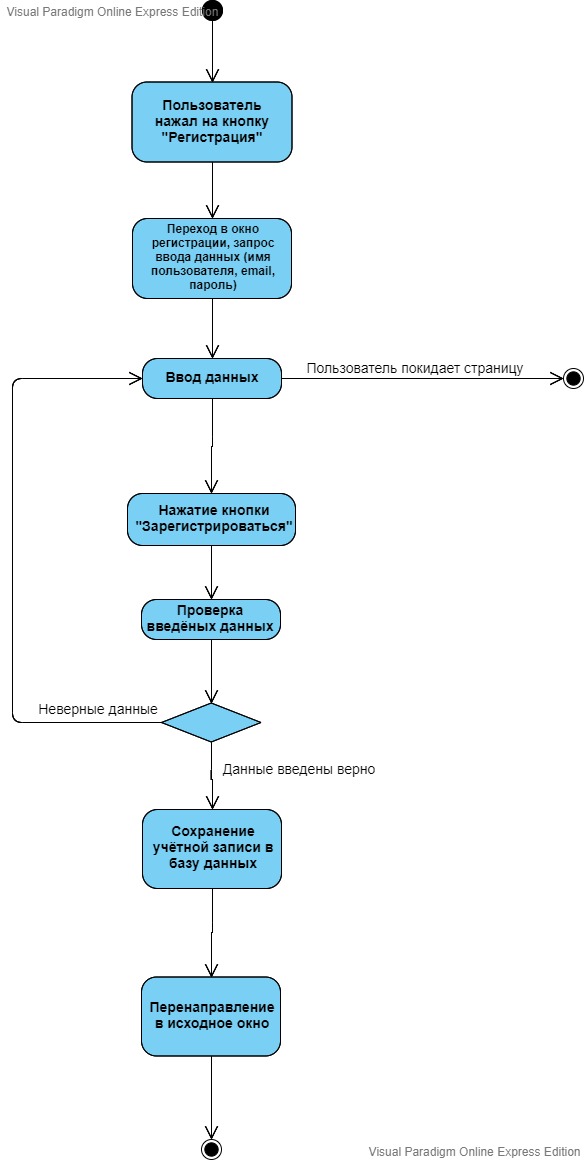 Visual Paradigm Online Express Edition
Пользователь
нажал на кнопку
"Регистрация"
Переход в окно
регистрации, запрос
ввода данных (имя
пользователя, email,
пароль)
Ввод данных
Пользователь покидает страницу
Нажатие кнопки
"Зарегистрироваться"
Проверка
введёных данных
Неверные данные
Данные введены верно
Сохранение
учётной записи в
базу данных
Перенаправление
в исходное окно
Visual Paradigm Online Express Edition